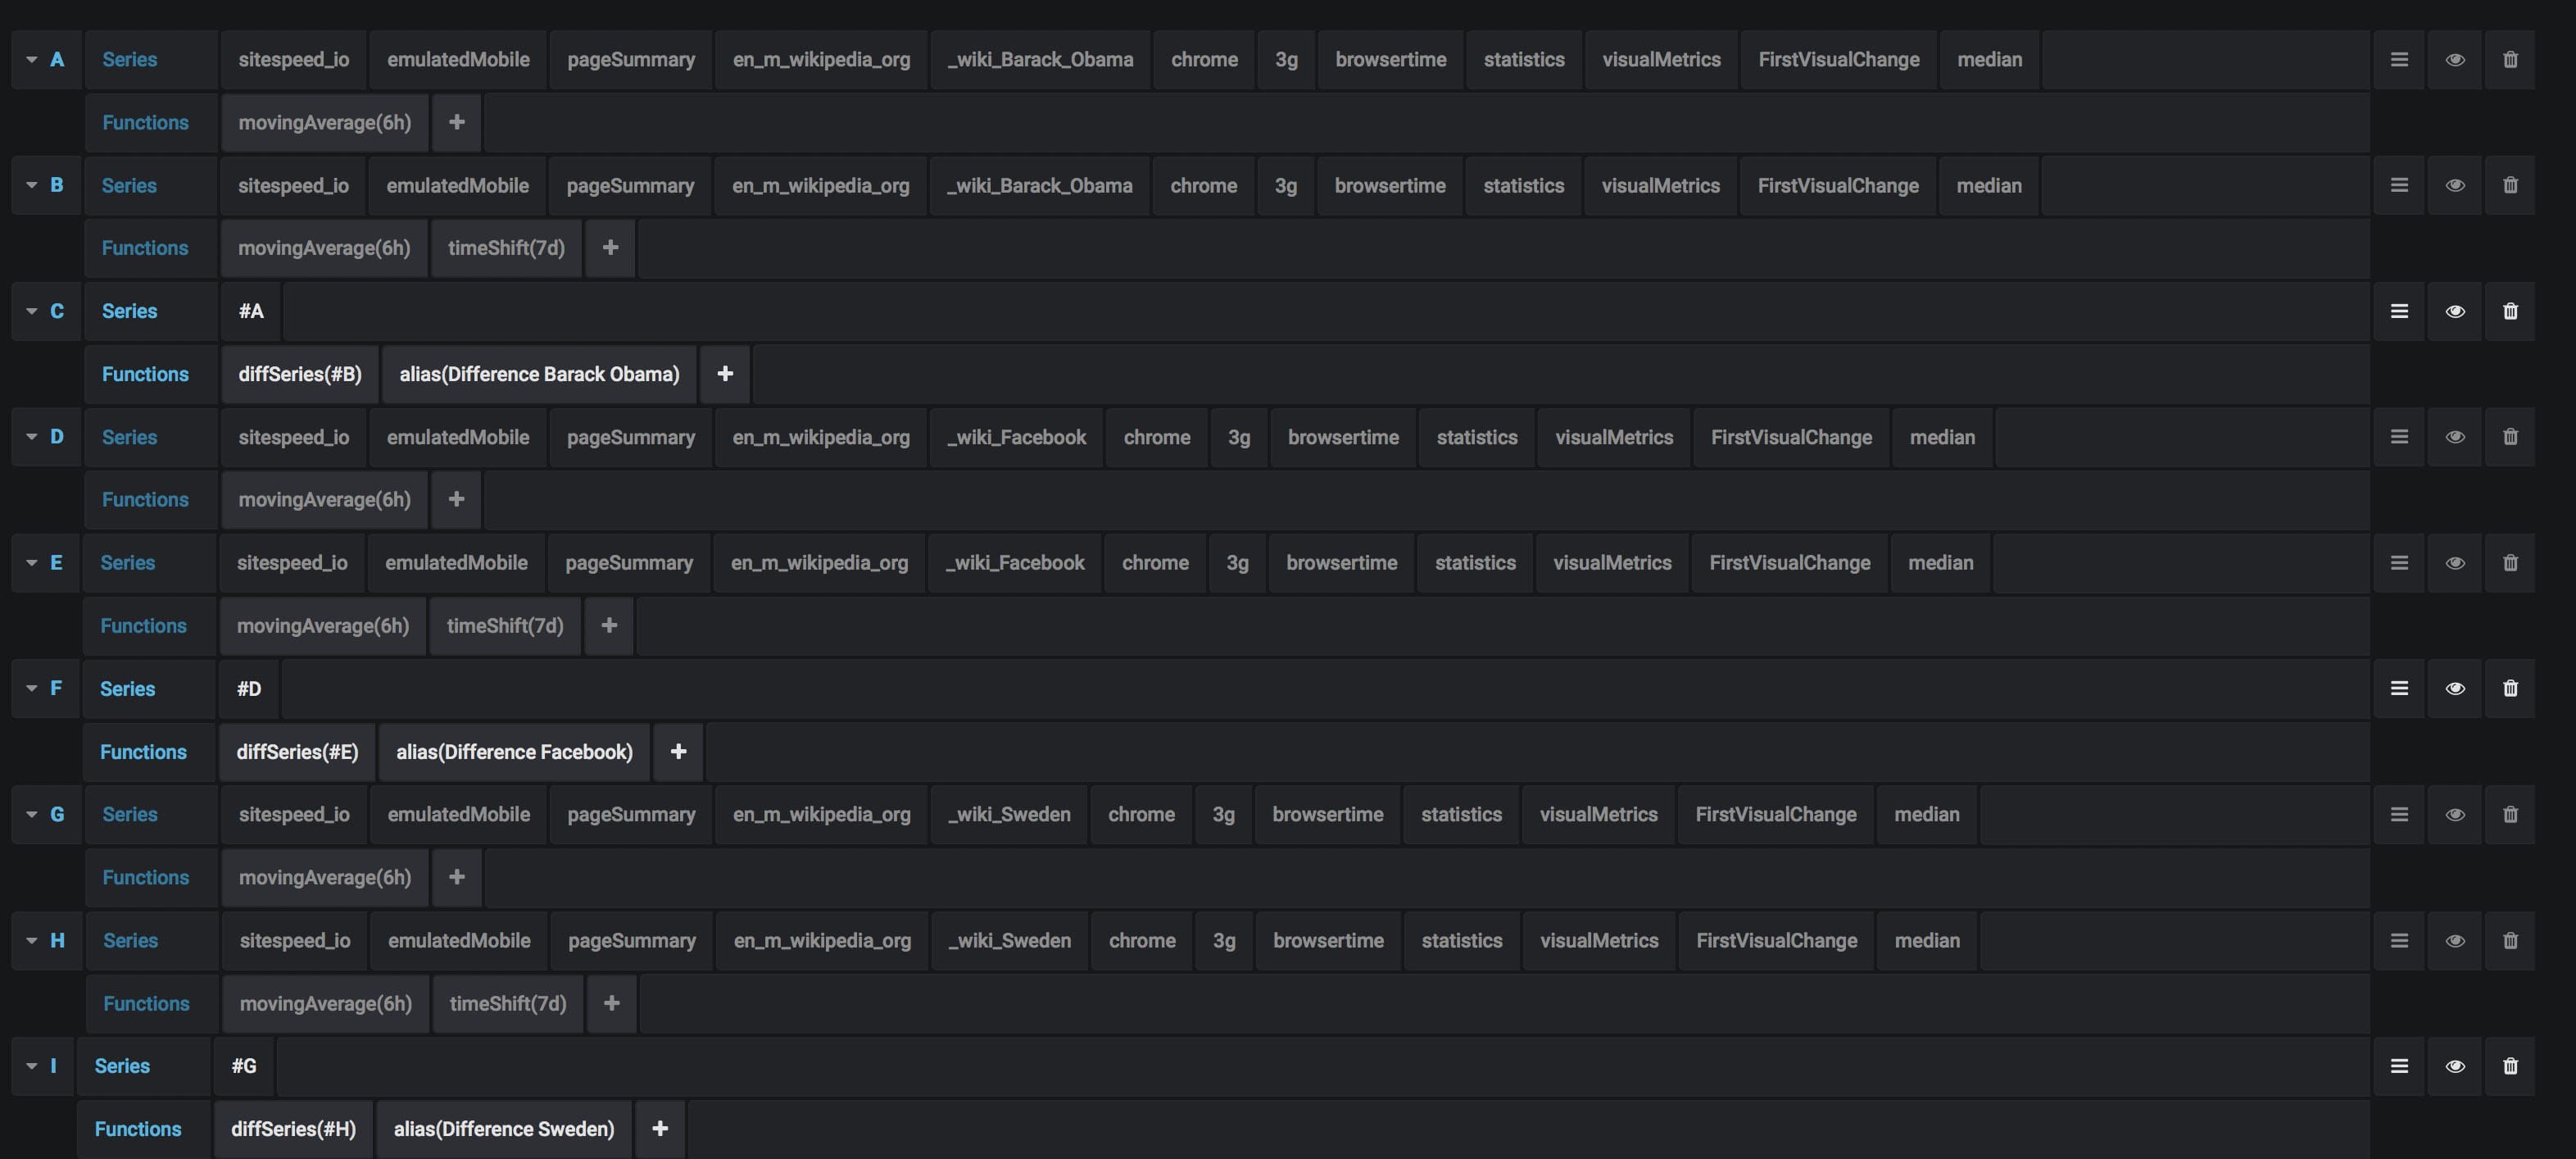 A Series sitespeed_io emulatedMobile pageSummary en_m_wikipedia_org _wiki_Barack_Obama chrome 3g browsertime statistics visualMetrics FirstVisualChange median
Functions movingAverage(6h) +
B Series sitespeed_io emulatedMobile pageSummary en_m_wikipedia_org _wiki_Barack_Obama chrome 3g browsertime statistics visualMetrics FirstVisualChange median
Functions movingAverage(6h) timeShift(7d) +
C Series #A
Functions diffSeries(#B) alias(Difference Barack Obama) +
D Series sitespeed_io emulatedMobile pageSummary en_m_wikipedia_org _wiki_Facebook chrome 3g browsertime statistics visualMetrics FirstVisualChange median
Functions movingAverage(6h) +
E Series sitespeed_io emulatedMobile pageSummary en_m_wikipedia_org _wiki_Facebook chrome 3g browsertime statistics visualMetrics FirstVisualChange median
Functions movingAverage(6h) timeShift(7d) +
F Series #D
Functions diffSeries(#E) alias(Difference Facebook) +
G Series sitespeed_io emulatedMobile pageSummary en_m_wikipedia_org _wiki_Sweden chrome 3g browsertime statistics visualMetrics FirstVisualChange median
Functions movingAverage(6h) +
H Series sitespeed_io emulatedMobile pageSummary en_m_wikipedia_org _wiki_Sweden chrome 3g browsertime statistics visualMetrics FirstVisualChange median
Functions movingAverage(6h) timeShift(7d) +
I Series #G
Functions diffSeries(#H) alias(Difference Sweden) +